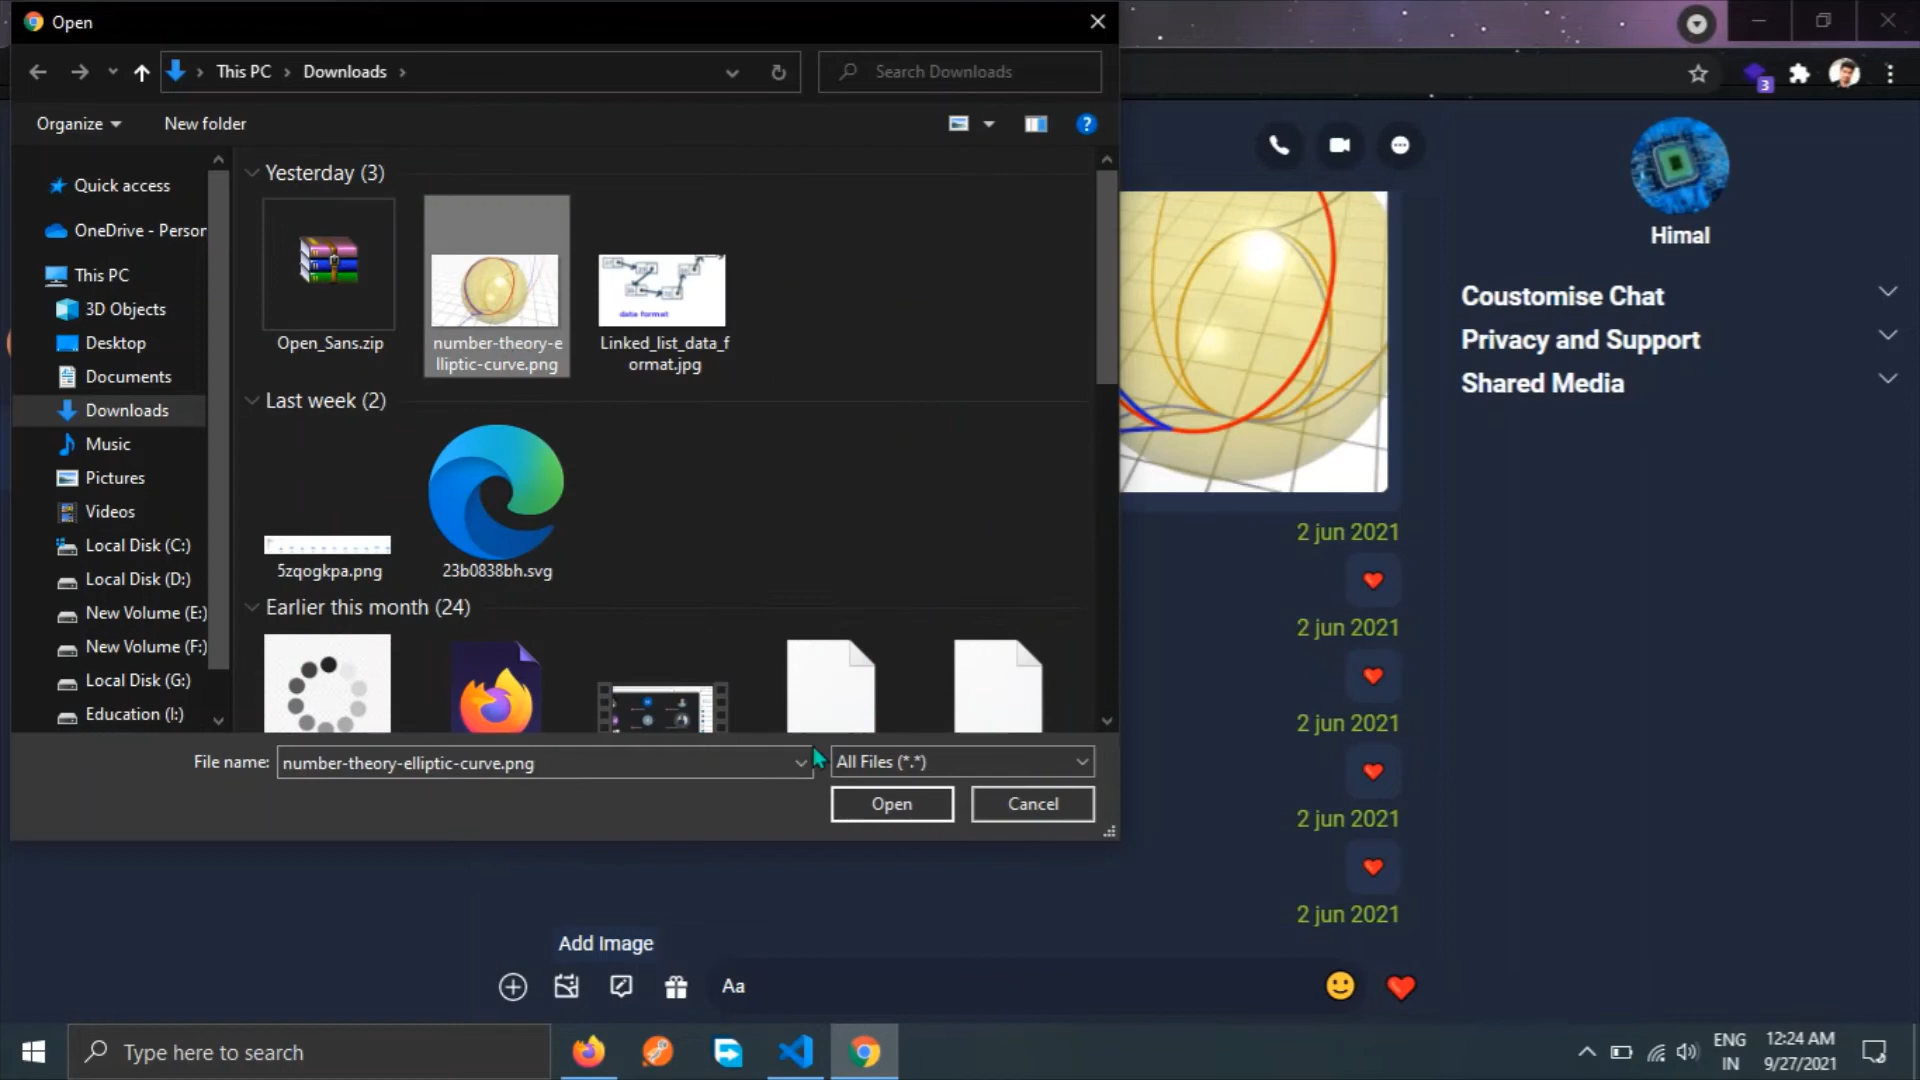 Open
This PC
Downloads
Search Downloads
Organize
New folder
?
3
Quick access
OneDrive - Person
This PC
3D Objects
Desktop
Documents
Downloads
Music
Pictures
Videos
Local Disk (C:)
Local Disk (D:)
New Volume (E:)
New Volume (F:)
Local Disk (G:)
Education (I:)
Yesterday (3)
Open_Sans.zip
number-theory-e
lliptic-curve.png
data format
Linked_list_data_f
ormat.jpg
Last week (2)
5zqogkpa.png
23b0838bh.svg
Earlier this month (24)
File name:
number-theory-elliptic-curve.png
All Files (*.*)
Open
Cancel
Himal
Coustomise Chat
Privacy and Support
Shared Media
2 jun 2021
2 jun 2021
2 jun 2021
2 jun 2021
2 jun 2021
Add Image
Aa
Type here to search
ENG
IN
12:24 AM
9/27/2021